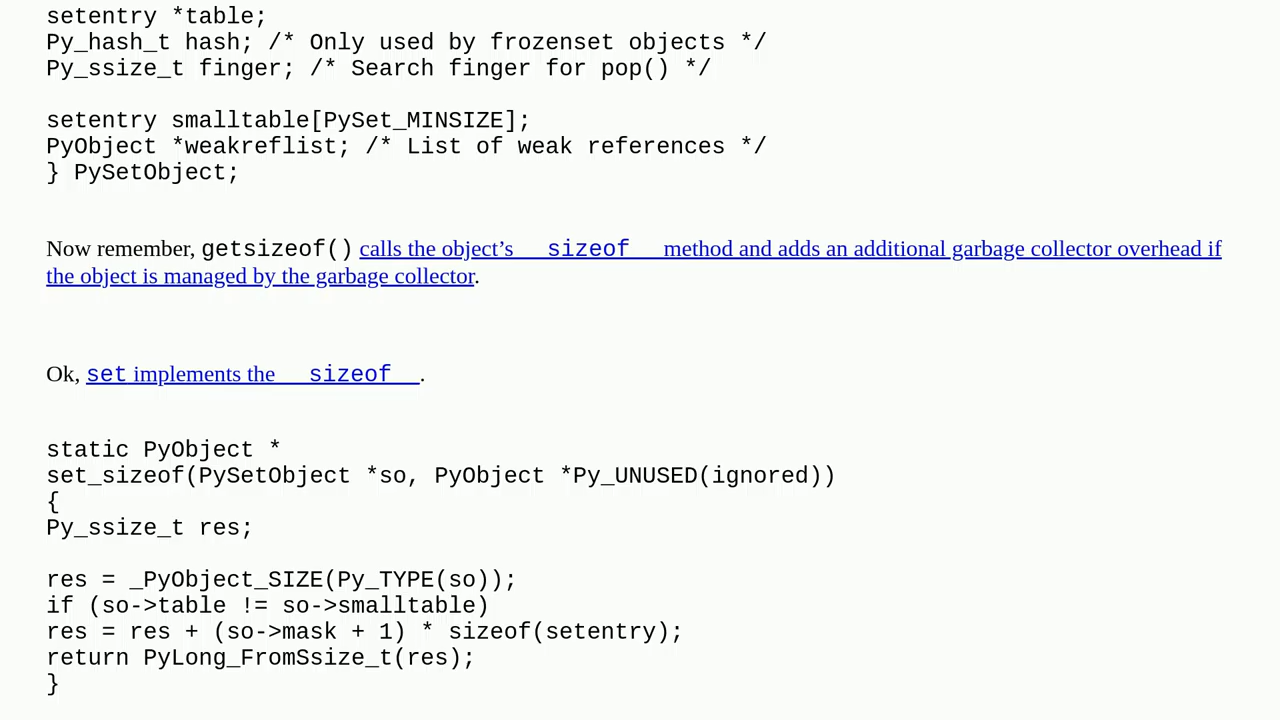 setentry *table;
Py_hash_t hash; /* Only used by frozenset objects */
Py_ssize_t finger; /* Search finger for pop() */
setentry smalltable[PySet_MINSIZE];
PyObject *weakreflist; /* List of weak references */
} PySetObject;
Now remember, getsizeof() calls the object’s __sizeof__ method and adds an additional garbage collector overhead if
the object is managed by the garbage collector.
Ok, set implements the __sizeof__.
static PyObject *
set_sizeof(PySetObject *so, PyObject *Py_UNUSED(ignored))
{
Py_ssize_t res;
res = _PyObject_SIZE(Py_TYPE(so));
if (so->table != so->smalltable)
res = res + (so->mask + 1) * sizeof(setentry);
return PyLong_FromSsize_t(res);
}